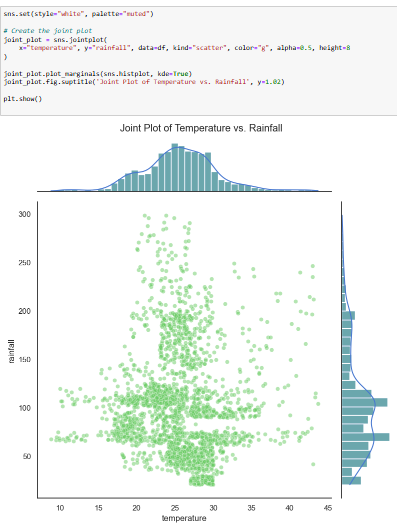 sns.set(style="white", palette="muted")
# Create the joint plot
joint_plot = sns.jointplot(
x="temperature", y="rainfall", data=df, kind="scatter", color="g", alpha=0.5, height=8
)
joint_plot.plot_marginals(sns.histplot, kde=True)
joint_plot.fig.suptitle('Joint Plot of Temperature vs. Rainfall', y=1.02)
plt.show()
Joint Plot of Temperature vs. Rainfall
300
250
200
150
100
50
rainfall
10 15 20 25 30 35 40 45
temperature